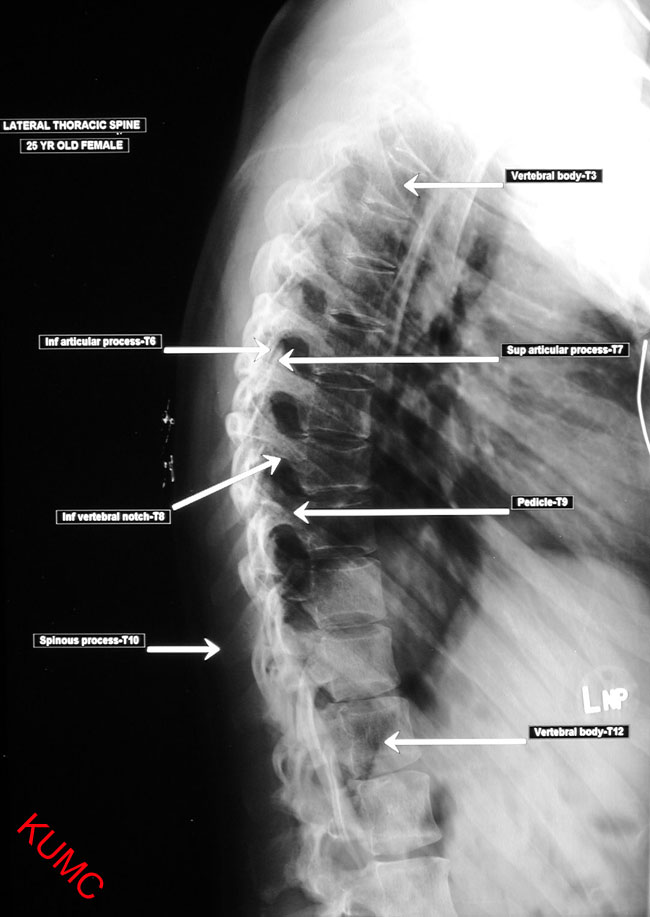 LATERAL THORACIC SPINE
25 YR OLD FEMALE
Vertebral body-T3
Inf articular process-T6
Sup articular process-T7
Inf vertebral notch-T8
Pedicle-T9
Spinous process-T10
L NP
Vertebral body-T12
KUMC